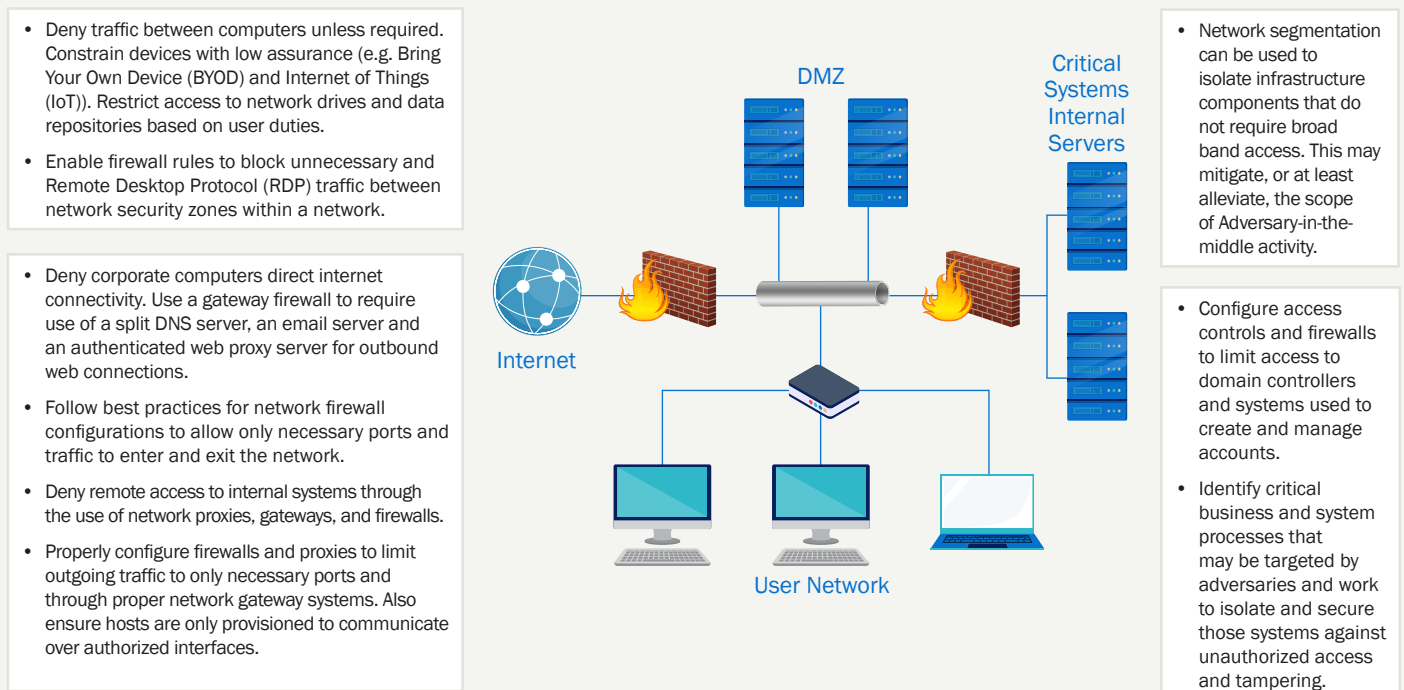 • Deny traffic between computers unless required.
Constrain devices with low assurance (e.g. Bring
Your Own Device (BYOD) and Internet of Things
(IoT)). Restrict access to network drives and data
repositories based on user duties.
• Enable firewall rules to block unnecessary and
Remote Desktop Protocol (RDP) traffic between
network security zones within a network.
• Deny corporate computers direct internet
connectivity. Use a gateway firewall to require
use of a split DNS server, an email server and
an authenticated web proxy server for outbound
web connections.
• Follow best practices for network firewall
configurations to allow only necessary ports and
traffic to enter and exit the network.
• Deny remote access to internal systems through
the use of network proxies, gateways, and firewalls.
• Properly configure firewalls and proxies to limit
outgoing traffic to only necessary ports and
through proper network gateway systems. Also
ensure hosts are only provisioned to communicate
over authorized interfaces.
DMZ
Critical
Systems
Internal
Servers
Internet
User Network
• Network segmentation
can be used to
isolate infrastructure
components that do
not require broad
band access. This may
mitigate, or at least
alleviate, the scope
of Adversary-in-the-
middle activity.
• Configure access
controls and firewalls
to limit access to
domain controllers
and systems used to
create and manage
accounts.
• Identify critical
business and system
processes that
may be targeted by
adversaries and work
to isolate and secure
those systems against
unauthorized access
and tampering.